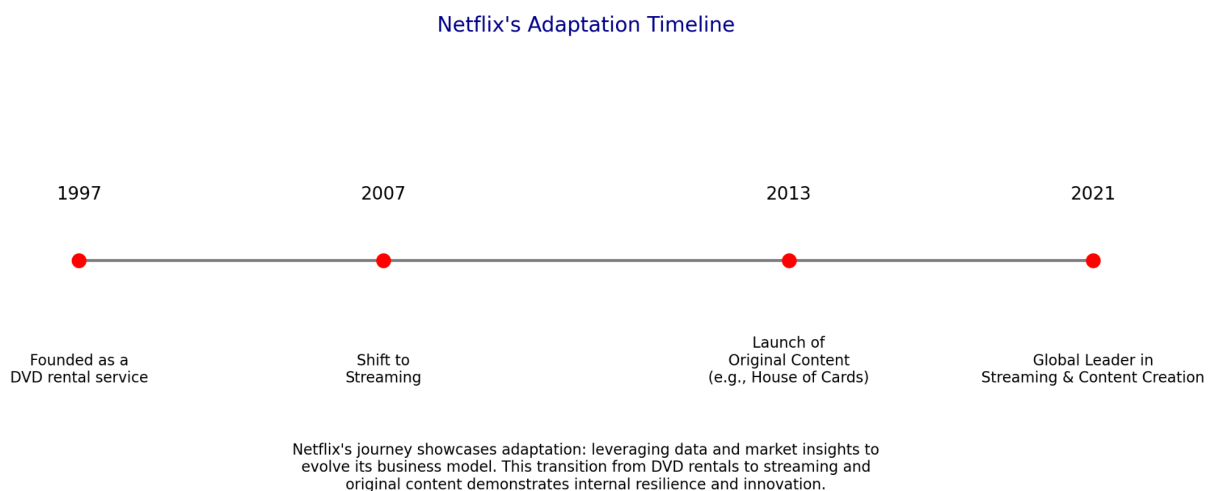 Netflix's Adaptation Timeline
1997
2007
2013
2021
Founded as a
DVD rental service
Shift to
Streaming
Launch of
Original Content
(e.g., House of Cards)
Global Leader in
Streaming & Content Creation
Netflix's journey showcases adaptation: leveraging data and market insights to
evolve its business model. This transition from DVD rentals to streaming and
original content demonstrates internal resilience and innovation.